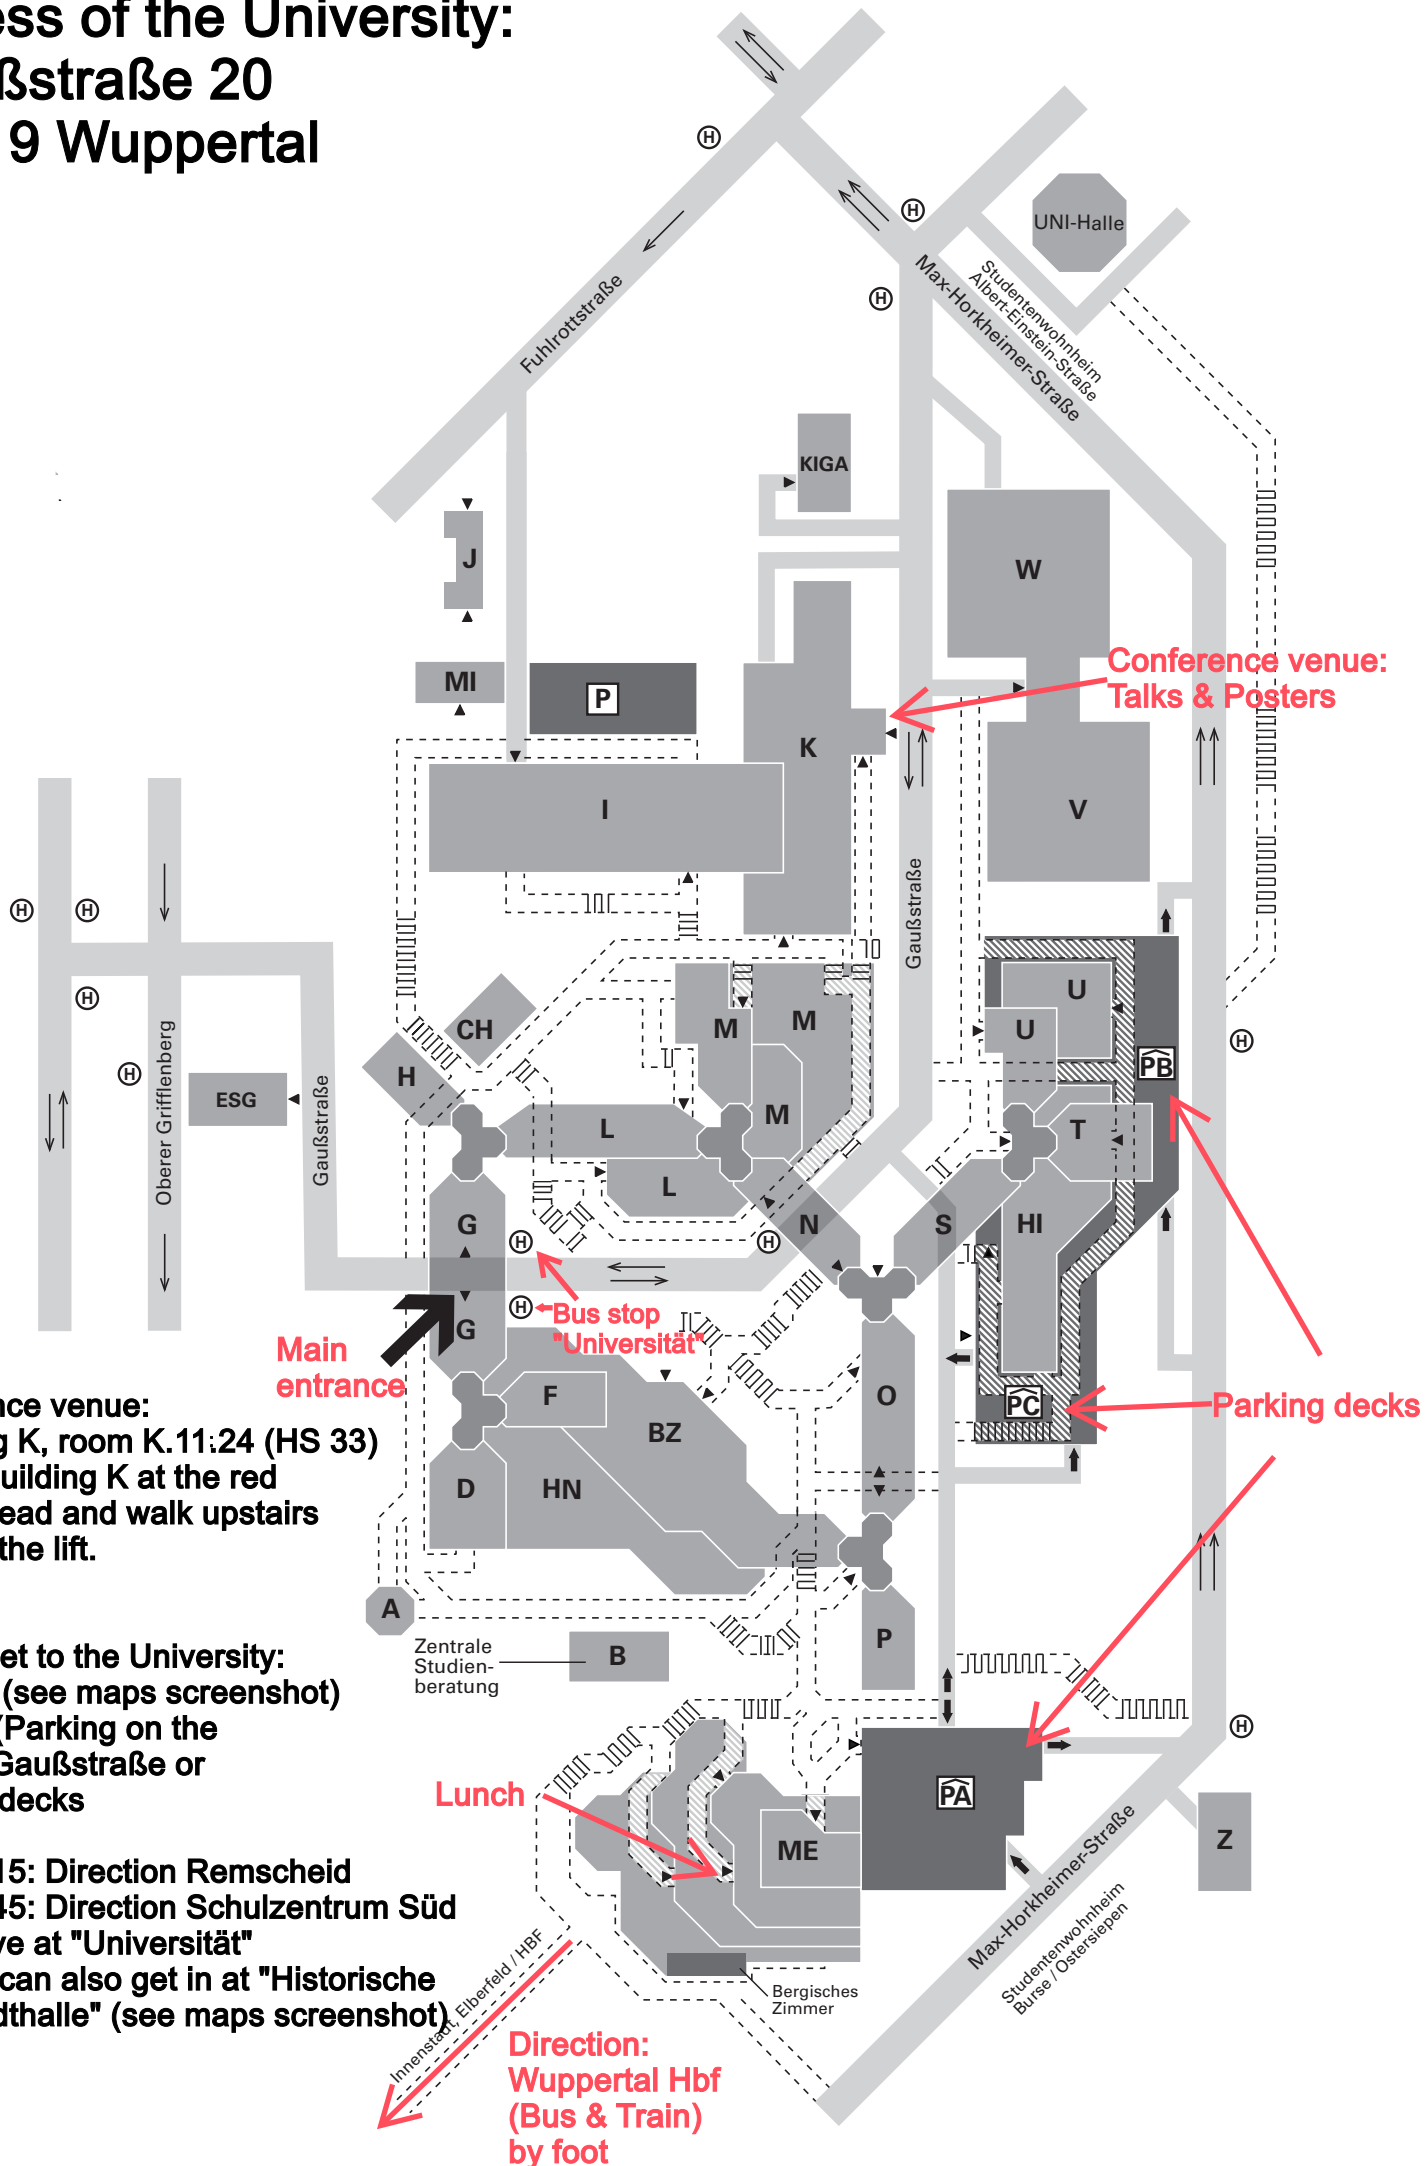 ess of the University:
ßstraße 20
9 Wuppertal
H
H
H
UNI-Halle
Fuhlrottstraße
Max-Horkheimer-Straße
Studentenwohnheim
Albert-Einstein-Straße
KIGA
J
W
MI
P
Conference venue:
Talks & Posters
K
I
V
Gaußstraße
H
H
H
H
Oberer Grifflenberg
ESG
Gaußstraße
CH
H
M
M
M
U
U
PB
H
L
L
T
G
H
H
N
S
HI
H
Bus stop
"Universität"
G
Main
entrance
F
BZ
O
PC
Parking decks
nce venue:
g K, room K.11.24 (HS 33)
uilding K at the red
ead and walk upstairs
the lift.
D
HN
A
Zentrale
Studien-
beratung
B
P
et to the University:
(see maps screenshot)
(Parking on the
Gaußstraße or
decks
H
Lunch
PA
ME
Z
15: Direction Remscheid
45: Direction Schulzentrum Süd
ve at "Universität"
can also get in at "Historische
dthalle" (see maps screenshot)
Max-Horkheimer-Straße
Studentenwohnheim
Burse / Ostersiepen
Innenstadt, Elberfeld / HBF
Bergisches
Zimmer
Direction:
Wuppertal Hbf
(Bus & Train)
by foot